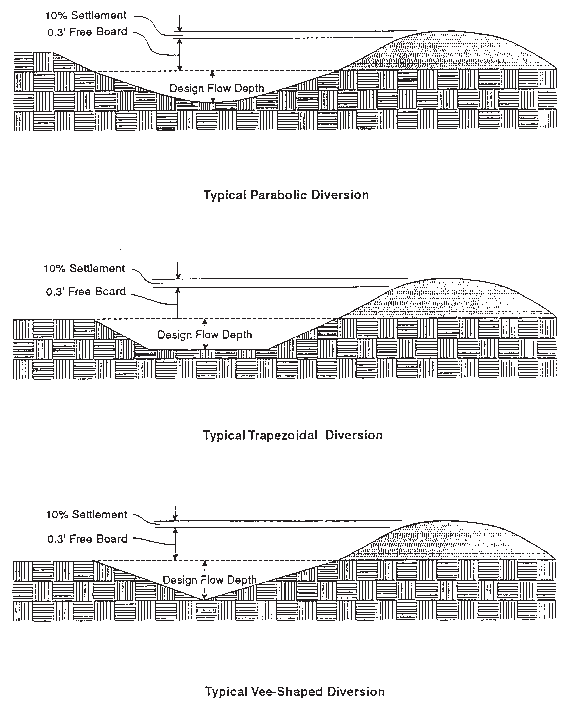 10% Settlement
0.3' Free Board
Design Flow Depth
Typical Parabolic Diversion
10% Settlement
0.3' Free Board
Design Flow Depth
Typical Trapezoidal Diversion
10% Settlement
0.3' Free Board
Design Flow Depth
Typical Vee-Shaped Diversion